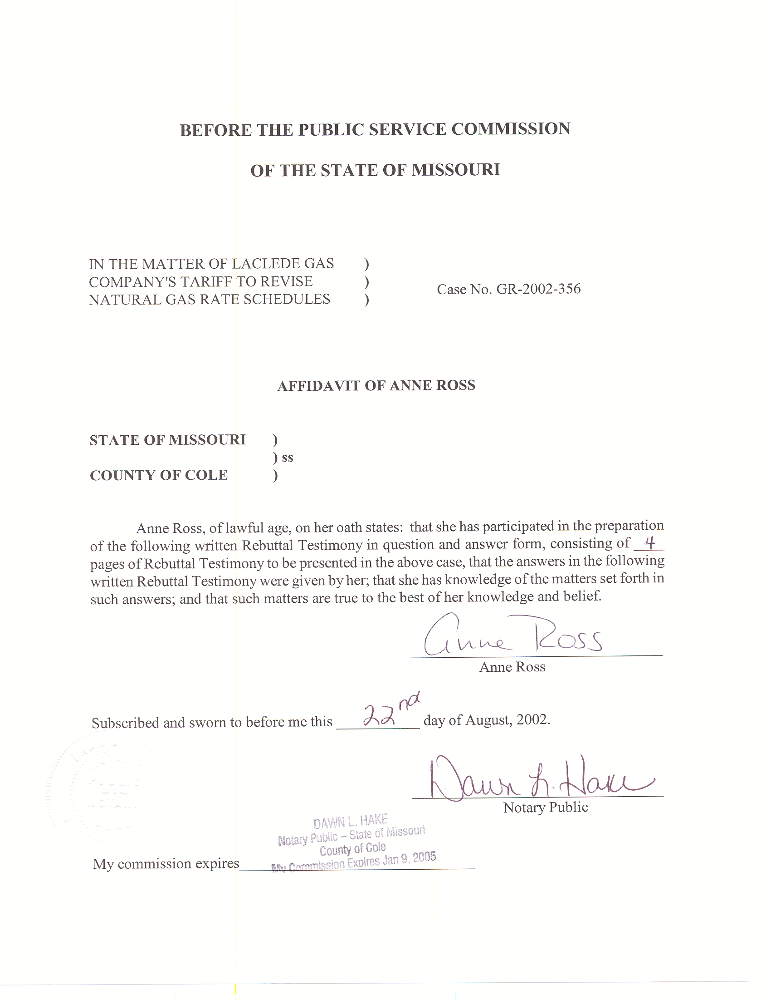 BEFORE THE PUBLIC SERVICE COMMISSION
OF THE STATE OF MISSOURI
IN THE MATTER OF LACLEDE GAS )
COMPANY'S TARIFF TO REVISE )
NATURAL GAS RATE SCHEDULES )
Case No. GR-2002-356
AFFIDAVIT OF ANNE ROSS
STATE OF MISSOURI )
) ss
COUNTY OF COLE )
Anne Ross, of lawful age, on her oath states: that she has participated in the preparation
of the following written Rebuttal Testimony in question and answer form, consisting of 4
pages of Rebuttal Testimony to be presented in the above case, that the answers in the following
written Rebuttal Testimony were given by her; that she has knowledge of the matters set forth in
such answers; and that such matters are true to the best of her knowledge and belief.
Anne Ross
Anne Ross
Subscribed and sworn to before me this 22nd day of August, 2002.
Dawn L. Hake
Notary Public
DAWN L. HAKE
Notary Public – State of Missouri
County of Cole
My commission expires My Commission Expires Jan 9, 2005